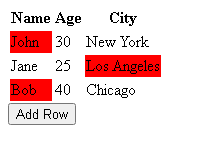 Name Age City
John 30 New York
Jane 25 Los Angeles
Bob 40 Chicago
Add Row